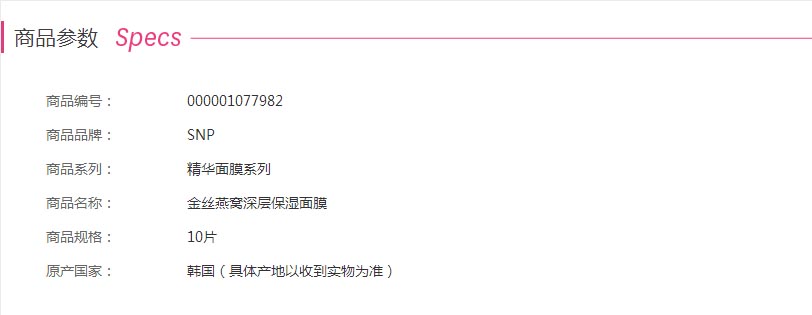 商品参数 Specs
商品编号： 000001077982
商品品牌： SNP
商品系列： 精华面膜系列
商品名称： 金丝燕窝深层保湿面膜
商品规格： 10片
原产国家： 韩国（具体产地以收到实物为准）